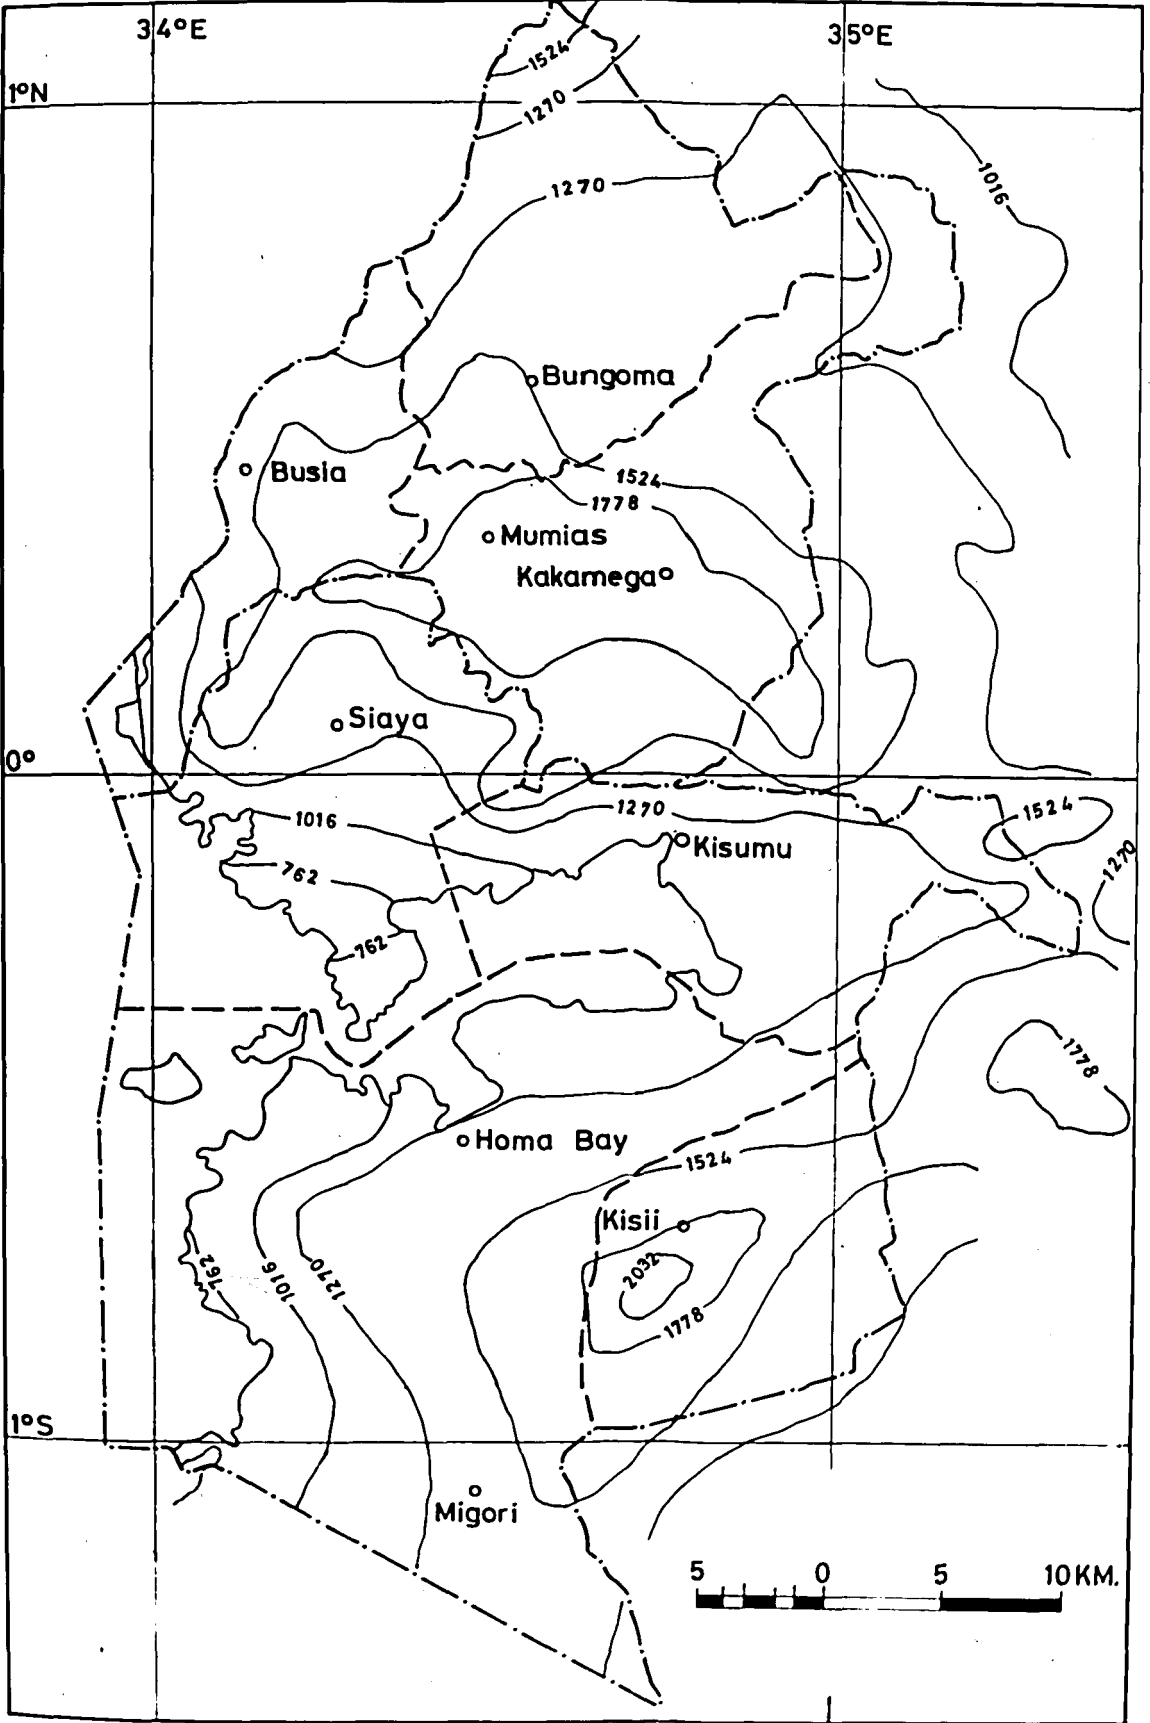 34°E
35°E
1524
1°N
1270
1016
1270
Bungoma
Busia
1524
1778
Mumias
Kakamega
Siaya
0°
1524
1016
1270
Kisumu
1270
762
762
1778
Homa Bay
1524
Kisii
762
1016
1270
2032
1778
1°S
Migori
5 0 5 10 KM.